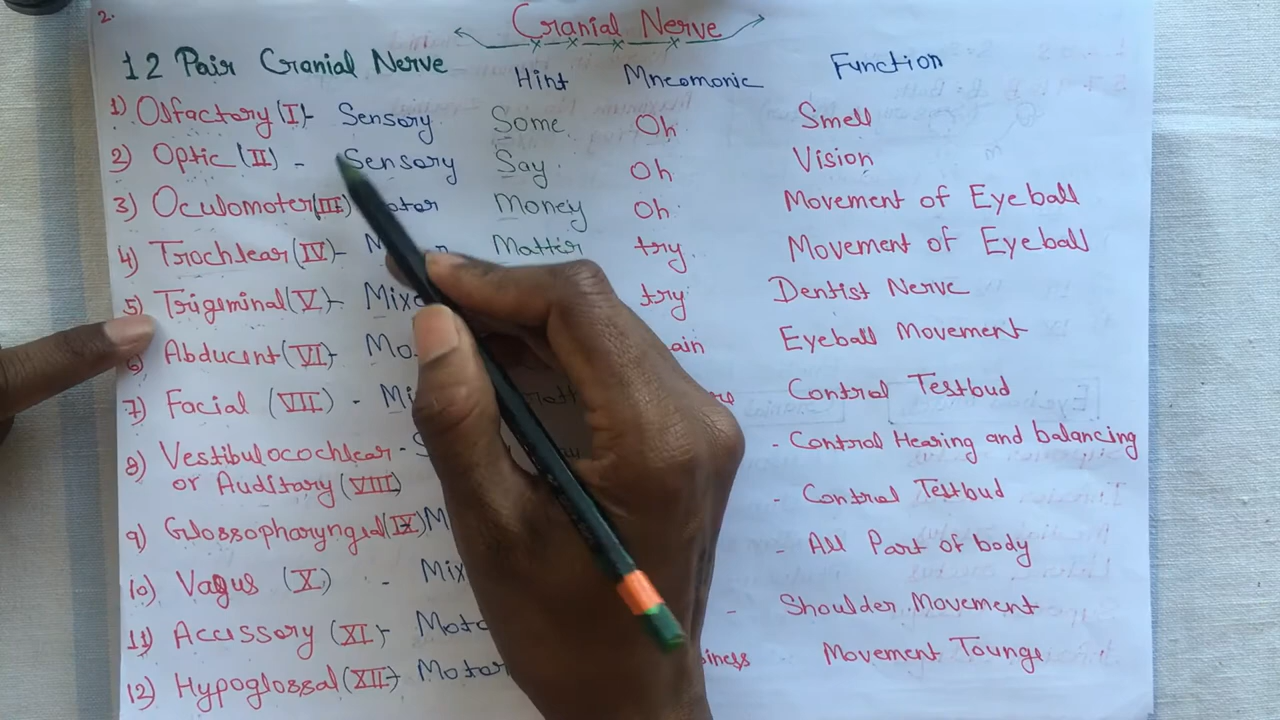 2.
Cranial Nerve
12 Pair Cranial Nerve Hint Mneomonic Function
1) Olfactory (I)- Sensory Some Oh Smell
2) Optic (II) - Sensory Say Oh Vision
3) Oculomoter (III) Money Oh Movement of Eyeball
4) Trochlear (IV)- Matter try Movement of Eyeball
5) Trigeminal (V)- try Dentist Nerve
6) Abducent (VI)- Eyeball Movement
7) Facial (VII) - Control Testbud
8) Vestibulocochlear - - Control Hearing and balancing
or Auditory (VIII) - Control Testbud
9) Glossopharyngeal (IX) - All Part of body
10) Vagus (X) - - Shoulder Movement
11) Accessory (XI)- Movement Tounge
12) Hypoglossal (XII)- Motor